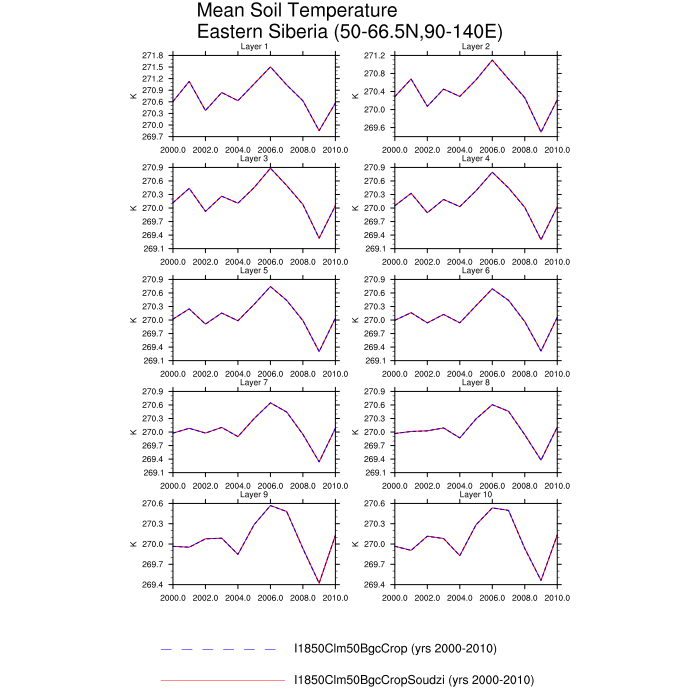 Mean Soil Temperature
Eastern Siberia (50-66.5N,90-140E)
Layer 1
271.8
271.5
271.2
270.9
270.6
270.3
270.0
269.7
K
2000.0 2002.0 2004.0 2006.0 2008.0 2010.0
Layer 2
271.2
270.8
270.4
270.0
269.6
K
2000.0 2002.0 2004.0 2006.0 2008.0 2010.0
Layer 3
270.9
270.6
270.3
270.0
269.7
269.4
269.1
K
2000.0 2002.0 2004.0 2006.0 2008.0 2010.0
Layer 4
270.9
270.6
270.3
270.0
269.7
269.4
269.1
K
2000.0 2002.0 2004.0 2006.0 2008.0 2010.0
Layer 5
270.9
270.6
270.3
270.0
269.7
269.4
269.1
K
2000.0 2002.0 2004.0 2006.0 2008.0 2010.0
Layer 6
270.9
270.6
270.3
270.0
269.7
269.4
269.1
K
2000.0 2002.0 2004.0 2006.0 2008.0 2010.0
Layer 7
270.9
270.6
270.3
270.0
269.7
269.4
269.1
K
2000.0 2002.0 2004.0 2006.0 2008.0 2010.0
Layer 8
270.9
270.6
270.3
270.0
269.7
269.4
269.1
K
2000.0 2002.0 2004.0 2006.0 2008.0 2010.0
Layer 9
270.6
270.3
270.0
269.7
269.4
K
2000.0 2002.0 2004.0 2006.0 2008.0 2010.0
Layer 10
270.6
270.3
270.0
269.7
269.4
K
2000.0 2002.0 2004.0 2006.0 2008.0 2010.0
I1850Clm50BgcCrop (yrs 2000-2010)
I1850Clm50BgcCropSoudzi (yrs 2000-2010)